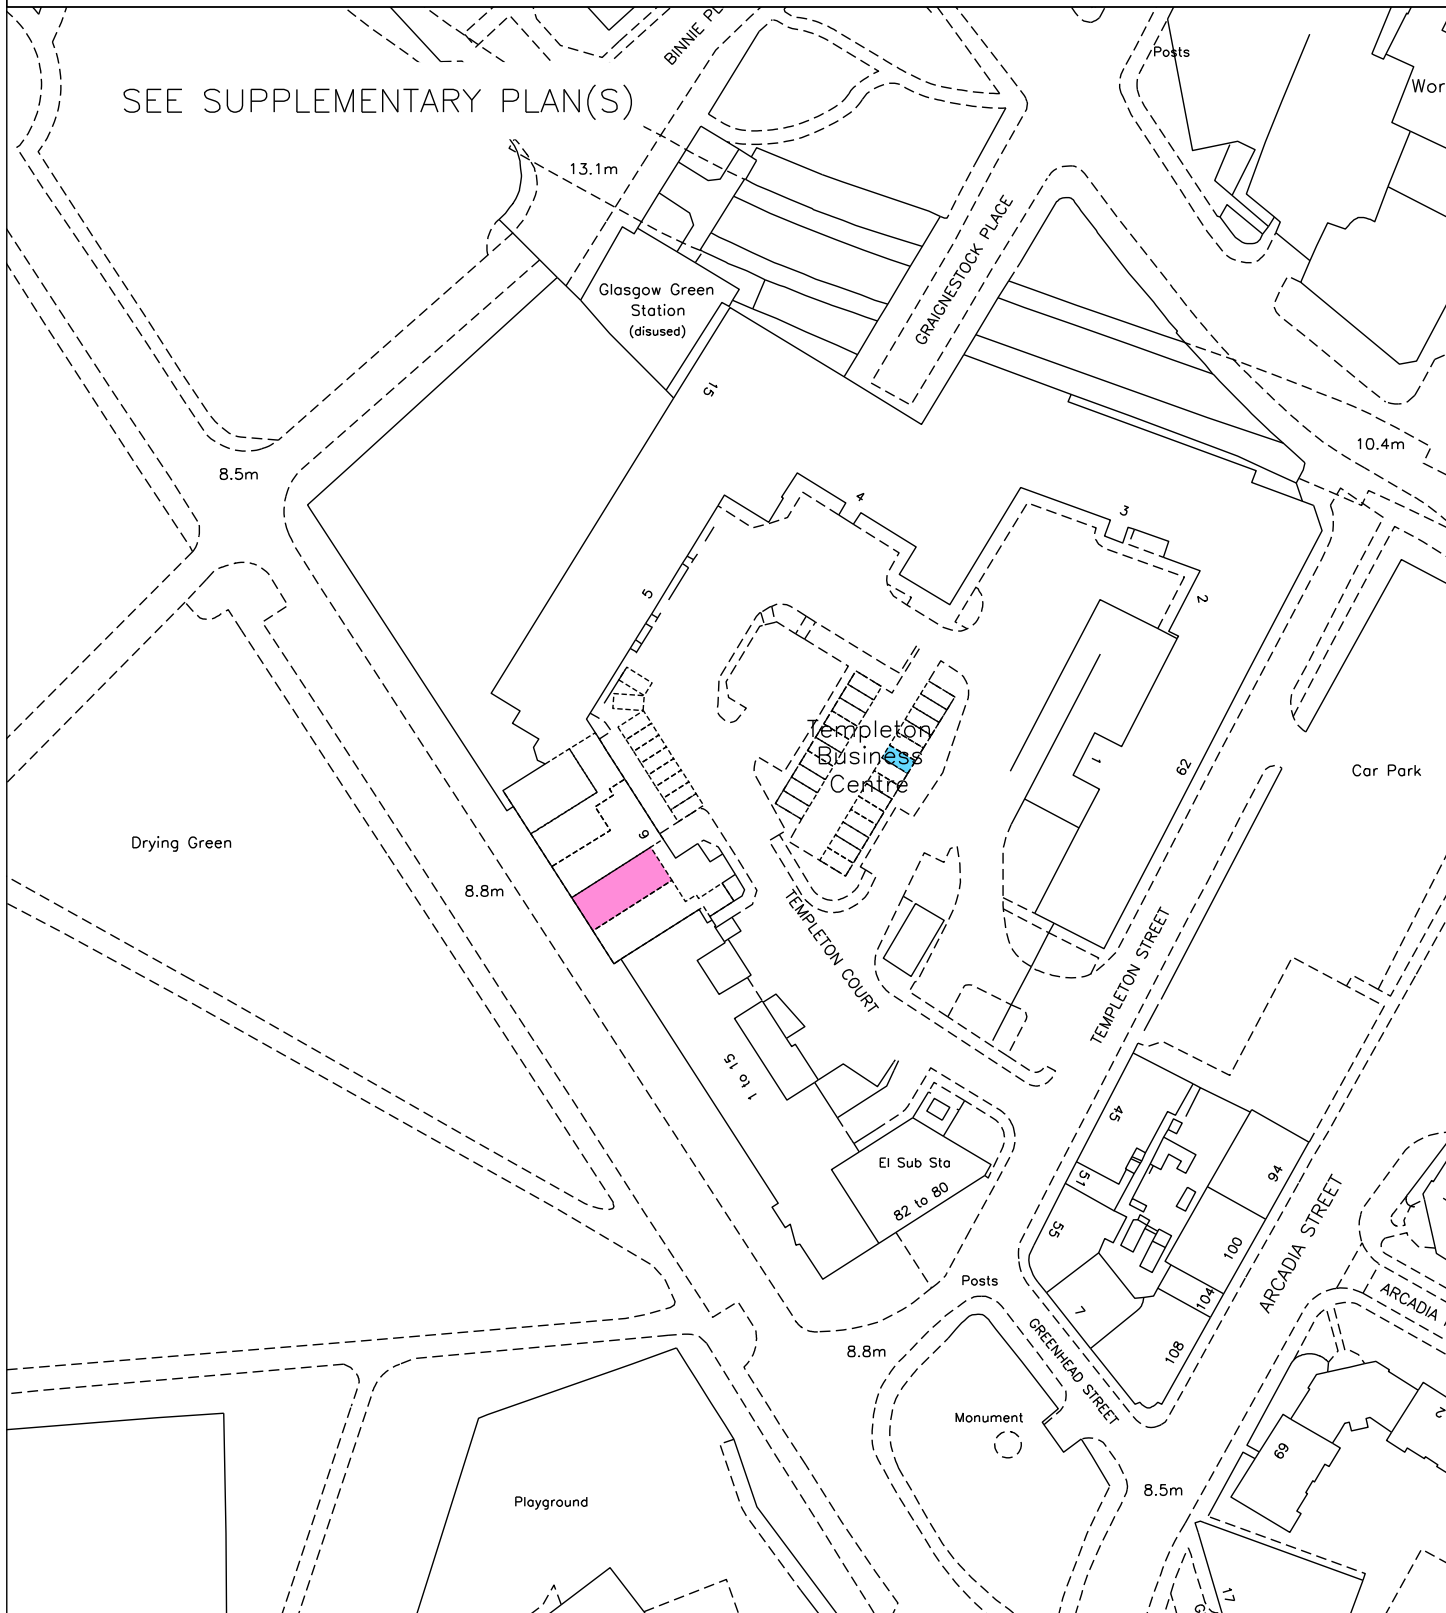 BINNIE PL
Posts
Wor
SEE SUPPLEMENTARY PLAN(S)
13.1m
GRAIGNESTOCK PLACE
Glasgow Green
Station
(disused)
15
10.4m
8.5m
4
3
5
2
Templeton
Business
Centre
1
62
Car Park
Drying Green
9
8.8m
TEMPLETON COURT
TEMPLETON STREET
1 to 15
45
El Sub Sta
51
94
82 to 80
55
100
ARCADIA STREET
Posts
104
7
ARCADIA
GREENHEAD STREET
108
8.8m
Monument
2
69
8.5m
Playground
17
G